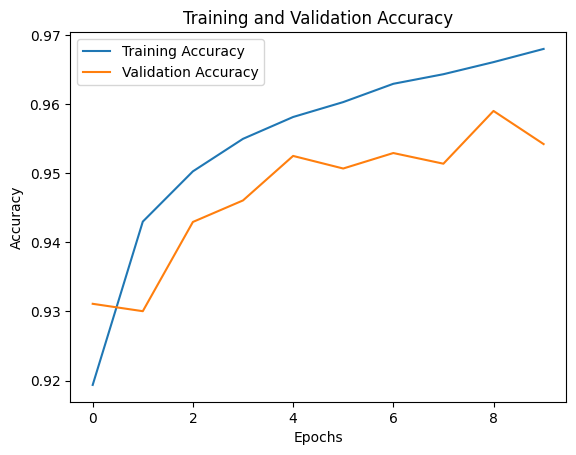 Training and Validation Accuracy
Training Accuracy
Validation Accuracy
0.97
0.96
0.95
0.94
0.93
0.92
Accuracy
0 2 4 6 8
Epochs